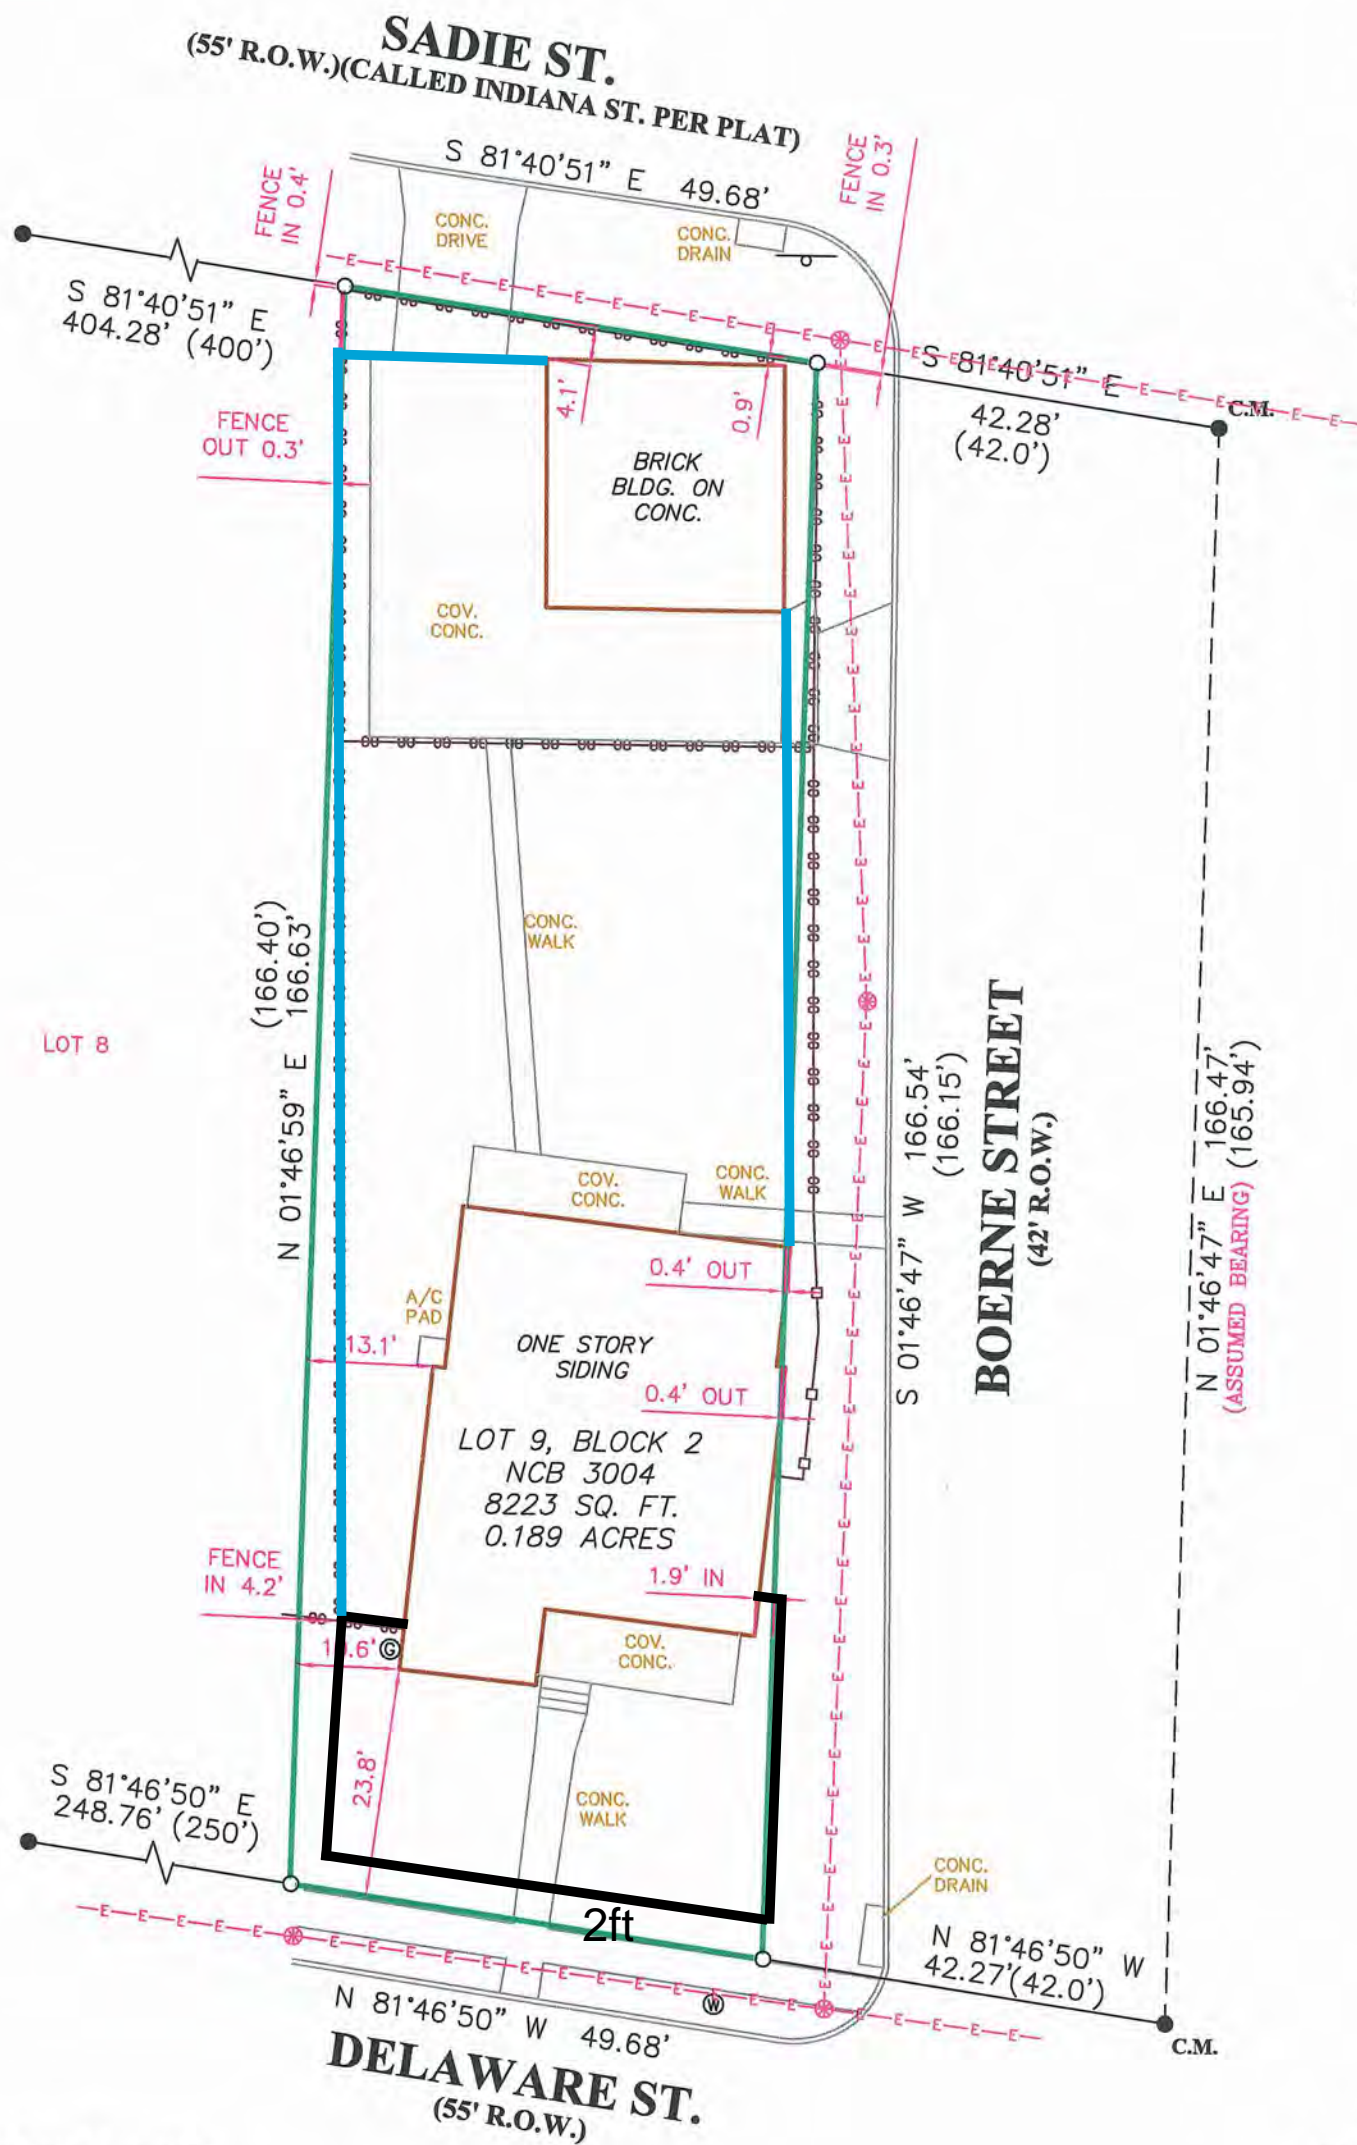 SADIE ST.
(55' R.O.W.)(CALLED INDIANA ST. PER PLAT)
S 81°40'51" E 49.68'
FENCE
IN 0.4'
FENCE
IN 0.3'
CONC.
DRIVE
CONC.
DRAIN
S 81°40'51" E
404.28' (400')
S 81°40'51" E
42.28'
(42.0')
C.M.
4.1'
0.9'
FENCE
OUT 0.3'
BRICK
BLDG. ON
CONC.
COV.
CONC.
CONC.
WALK
(166.40')
N 01°46'59" E 166.63'
LOT 8
BOERNE STREET
(42' R.O.W.)
S 01°46'47" W 166.54'
(166.15')
N 01°46'47" E 166.47'
(ASSUMED BEARING) (165.94')
COV.
CONC.
CONC.
WALK
0.4' OUT
A/C
PAD
13.1'
ONE STORY
SIDING
0.4' OUT
LOT 9, BLOCK 2
NCB 3004
8223 SQ. FT.
0.189 ACRES
FENCE
IN 4.2'
1.9' IN
G
COV.
CONC.
23.8'
CONC.
WALK
S 81°46'50" E
248.76' (250')
2ft
CONC.
DRAIN
N 81°46'50" W
42.27'(42.0')
W
C.M.
N 81°46'50" W 49.68'
DELAWARE ST.
(55' R.O.W.)